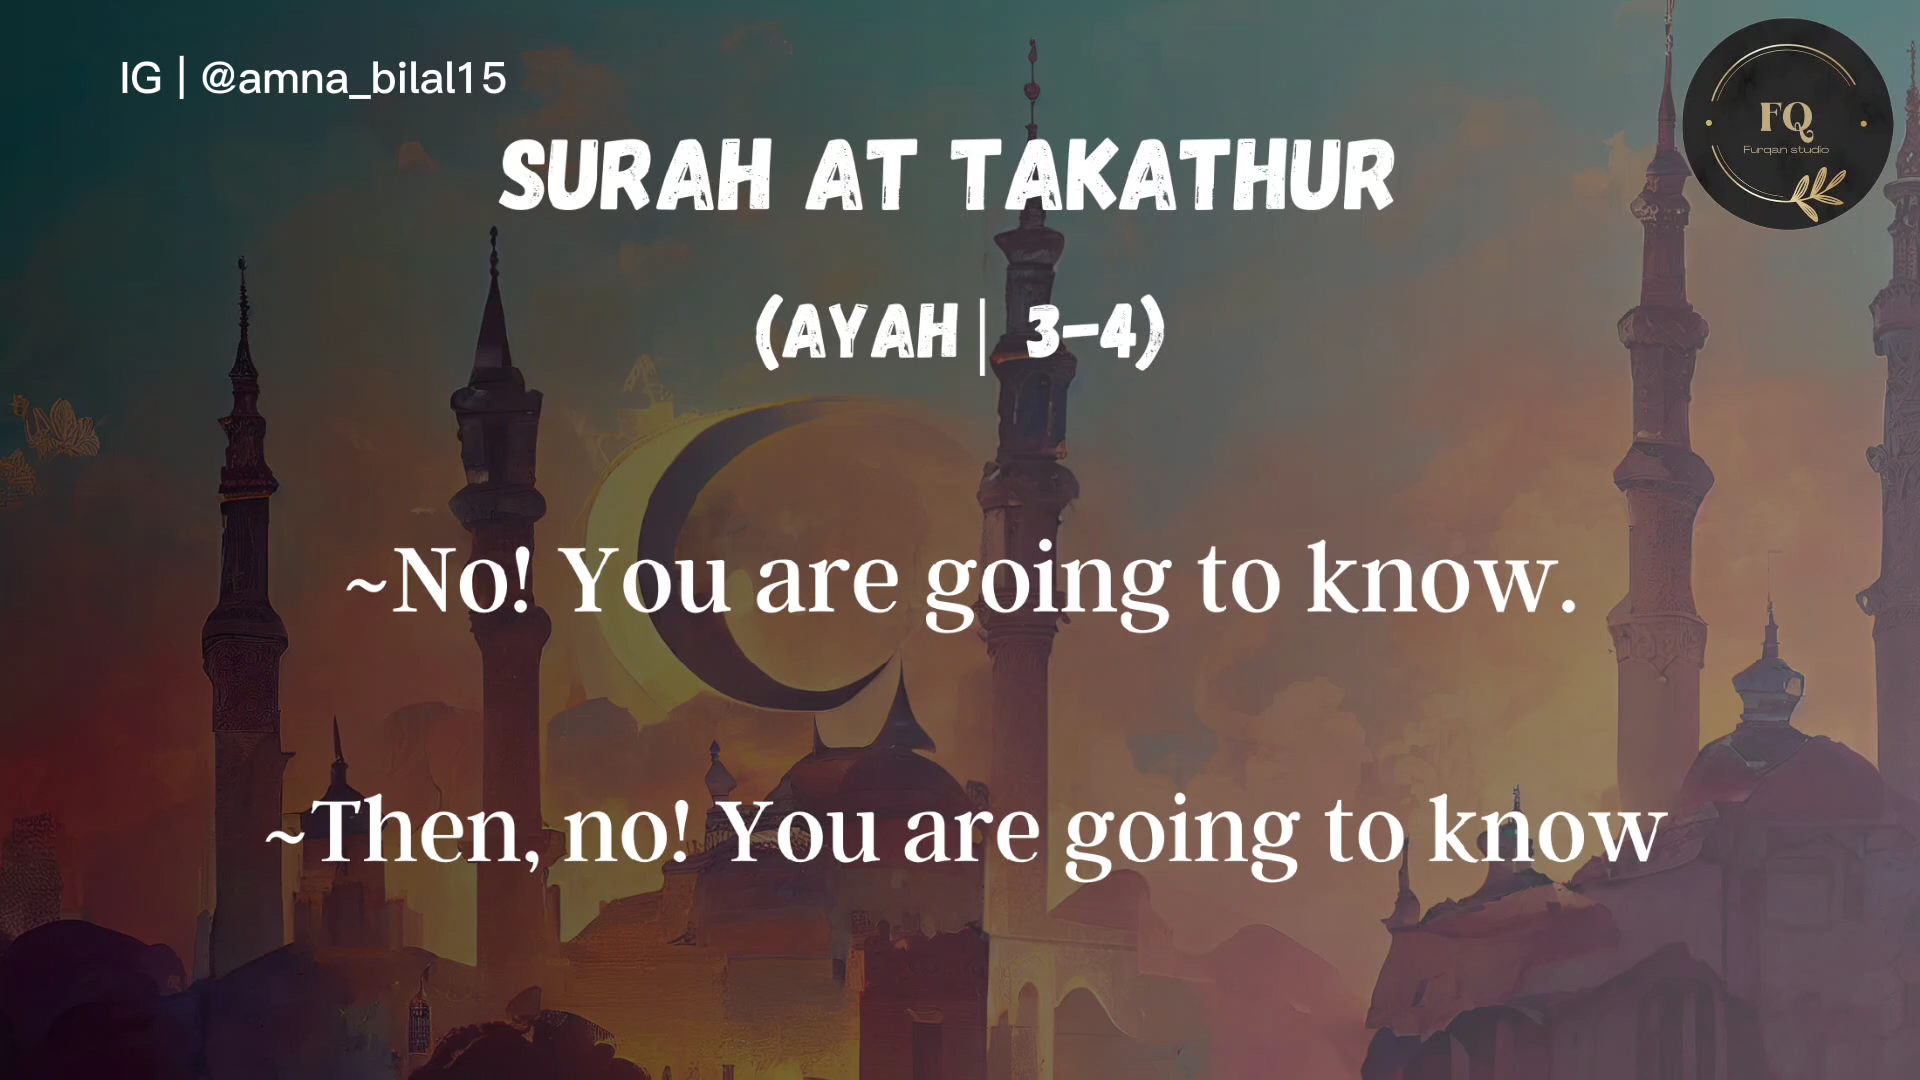 IG | @amna_bilal15
FQ
Furqan studio
SURAH AT TAKATHUR
(AYAH | 3-4)
~No! You are going to know.
~Then, no! You are going to know